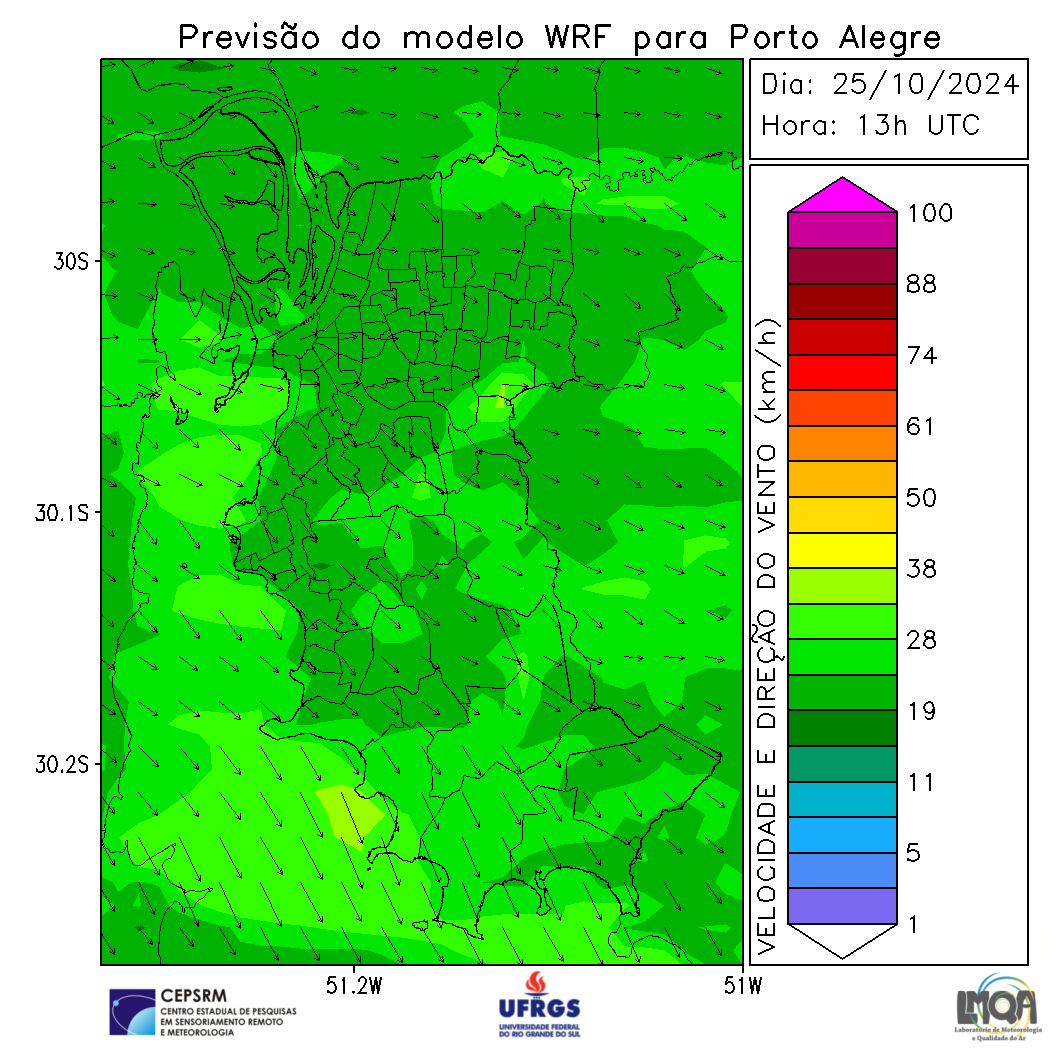 Previsão do modelo WRF para Porto Alegre
Dia: 25/10/2024
Hora: 13h UTC
30S
30.1S
30.2S
51.2W
51W
VELOCIDADE E DIREÇÃO DO VENTO (km/h)
100
88
74
61
50
38
28
19
11
5
1
CEPSRM
CENTRO ESTADUAL DE PESQUISAS
EM SENSORIAMENTO REMOTO
E METEOROLOGIA
UFRGS
UNIVERSIDADE FEDERAL
DO RIO GRANDE DO SUL
LMQA
Laboratório de Meteorologia
e Qualidade do Ar